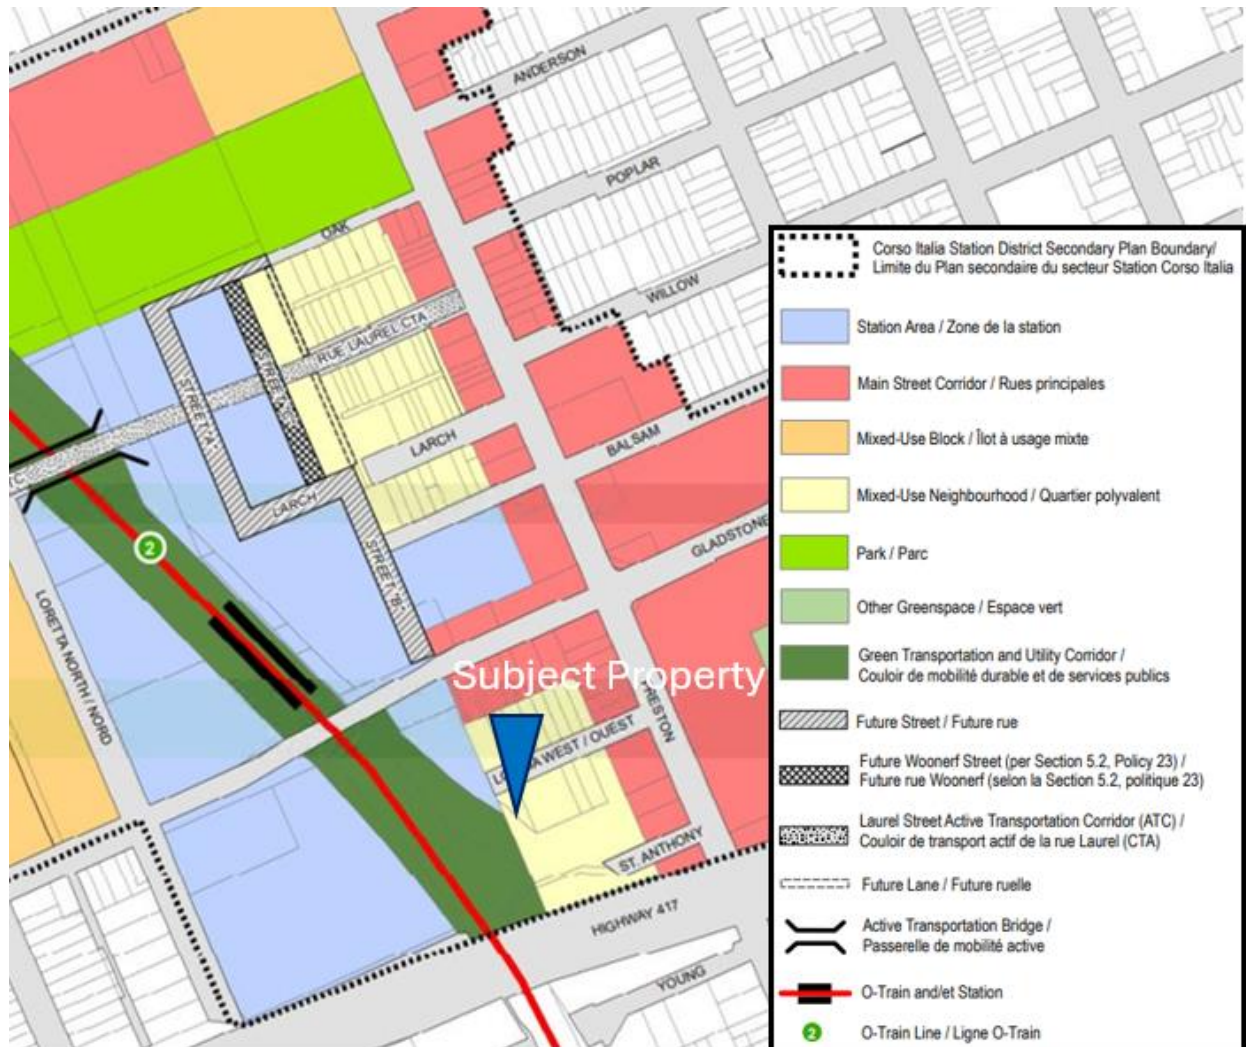 ANDERSON
POPLAR
OAK
WILLOW
RUE LAUREL CTA
STREET "A"
LARCH
BALSAM
LARCH
STREET "B"
GLADSTONE
LORETTA NORTH / NORD
2
Subject Property
PRESTON
WEST / OUEST
ST. ANTHONY
HIGHWAY 417
YOUNG
Corso Italia Station District Secondary Plan Boundary/
Limite du Plan secondaire du secteur Station Corso Italia
Station Area / Zone de la station
Main Street Corridor / Rues principales
Mixed-Use Block / Îlot à usage mixte
Mixed-Use Neighbourhood / Quartier polyvalent
Park / Parc
Other Greenspace / Espace vert
Green Transportation and Utility Corridor /
Couloir de mobilité durable et de services publics
Future Street / Future rue
Future Woonerf Street (per Section 5.2, Policy 23) /
Future rue Woonerf (selon la Section 5.2, politique 23)
Laurel Street Active Transportation Corridor (ATC) /
Couloir de transport actif de la rue Laurel (CTA)
Future Lane / Future ruelle
Active Transportation Bridge /
Passerelle de mobilité active
O-Train and/et Station
2
O-Train Line / Ligne O-Train